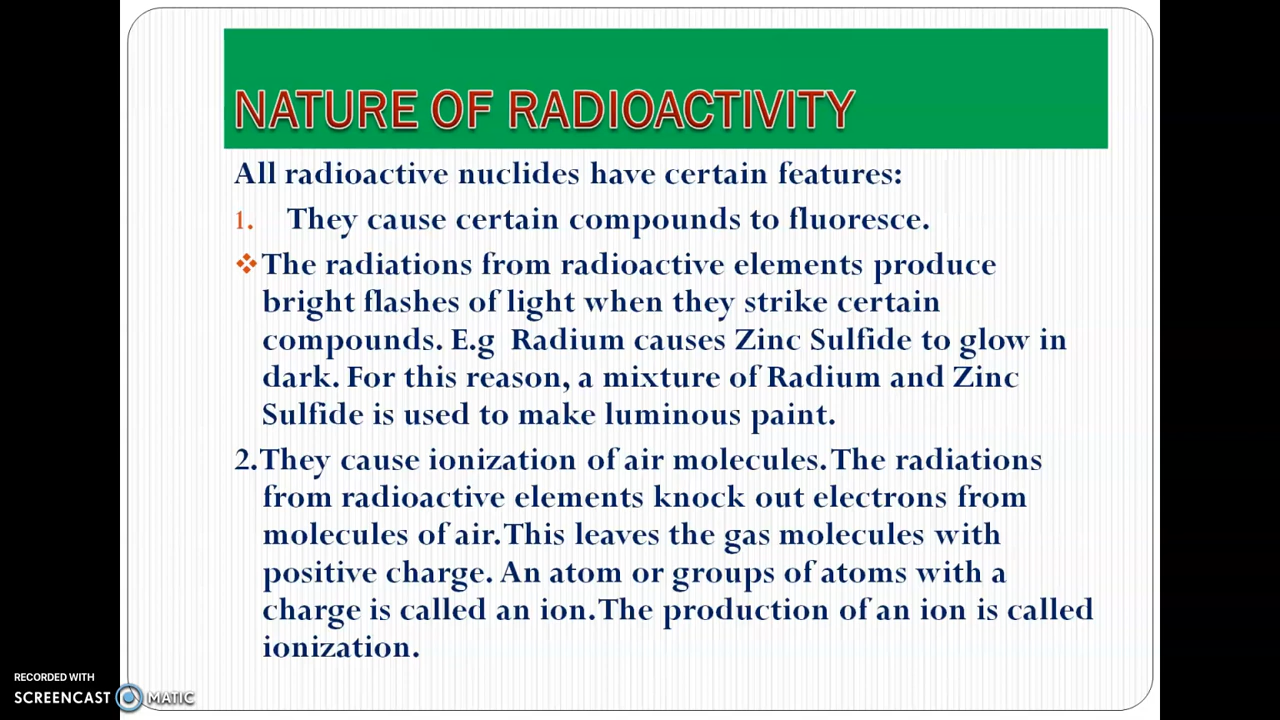 NATURE OF RADIOACTIVITY
All radioactive nuclides have certain features:
1. They cause certain compounds to fluoresce.
❖The radiations from radioactive elements produce
bright flashes of light when they strike certain
compounds. E.g Radium causes Zinc Sulfide to glow in
dark. For this reason, a mixture of Radium and Zinc
Sulfide is used to make luminous paint.
2.They cause ionization of air molecules. The radiations
from radioactive elements knock out electrons from
molecules of air. This leaves the gas molecules with
positive charge. An atom or groups of atoms with a
charge is called an ion. The production of an ion is called
ionization.
RECORDED WITH
SCREENCAST MATIC